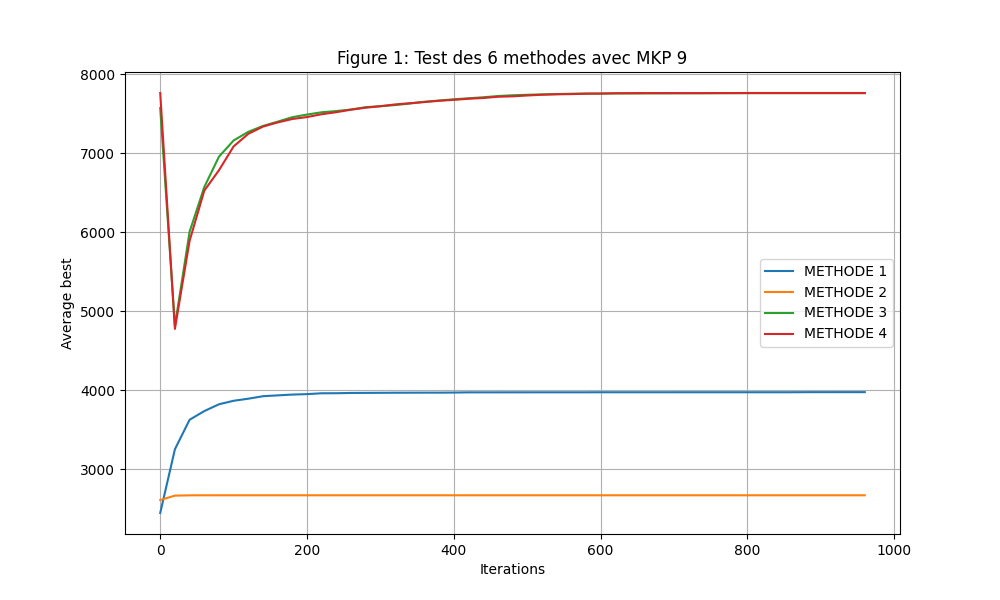 Figure 1: Test des 6 methodes avec MKP 9
8000
7000
6000
5000
4000
3000
Average best
METHODE 1
METHODE 2
METHODE 3
METHODE 4
0
200
400
600
800
1000
Iterations